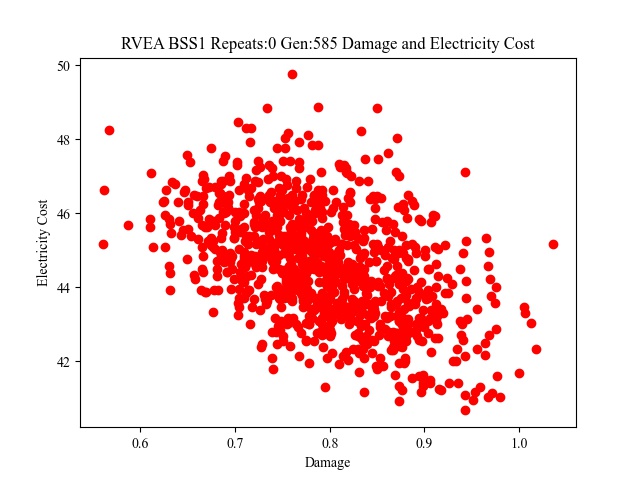 RVEA BSS1 Repeats:0 Gen:585 Damage and Electricity Cost
50
48
46
44
42
Electricity Cost
0.6 0.7 0.8 0.9 1.0
Damage